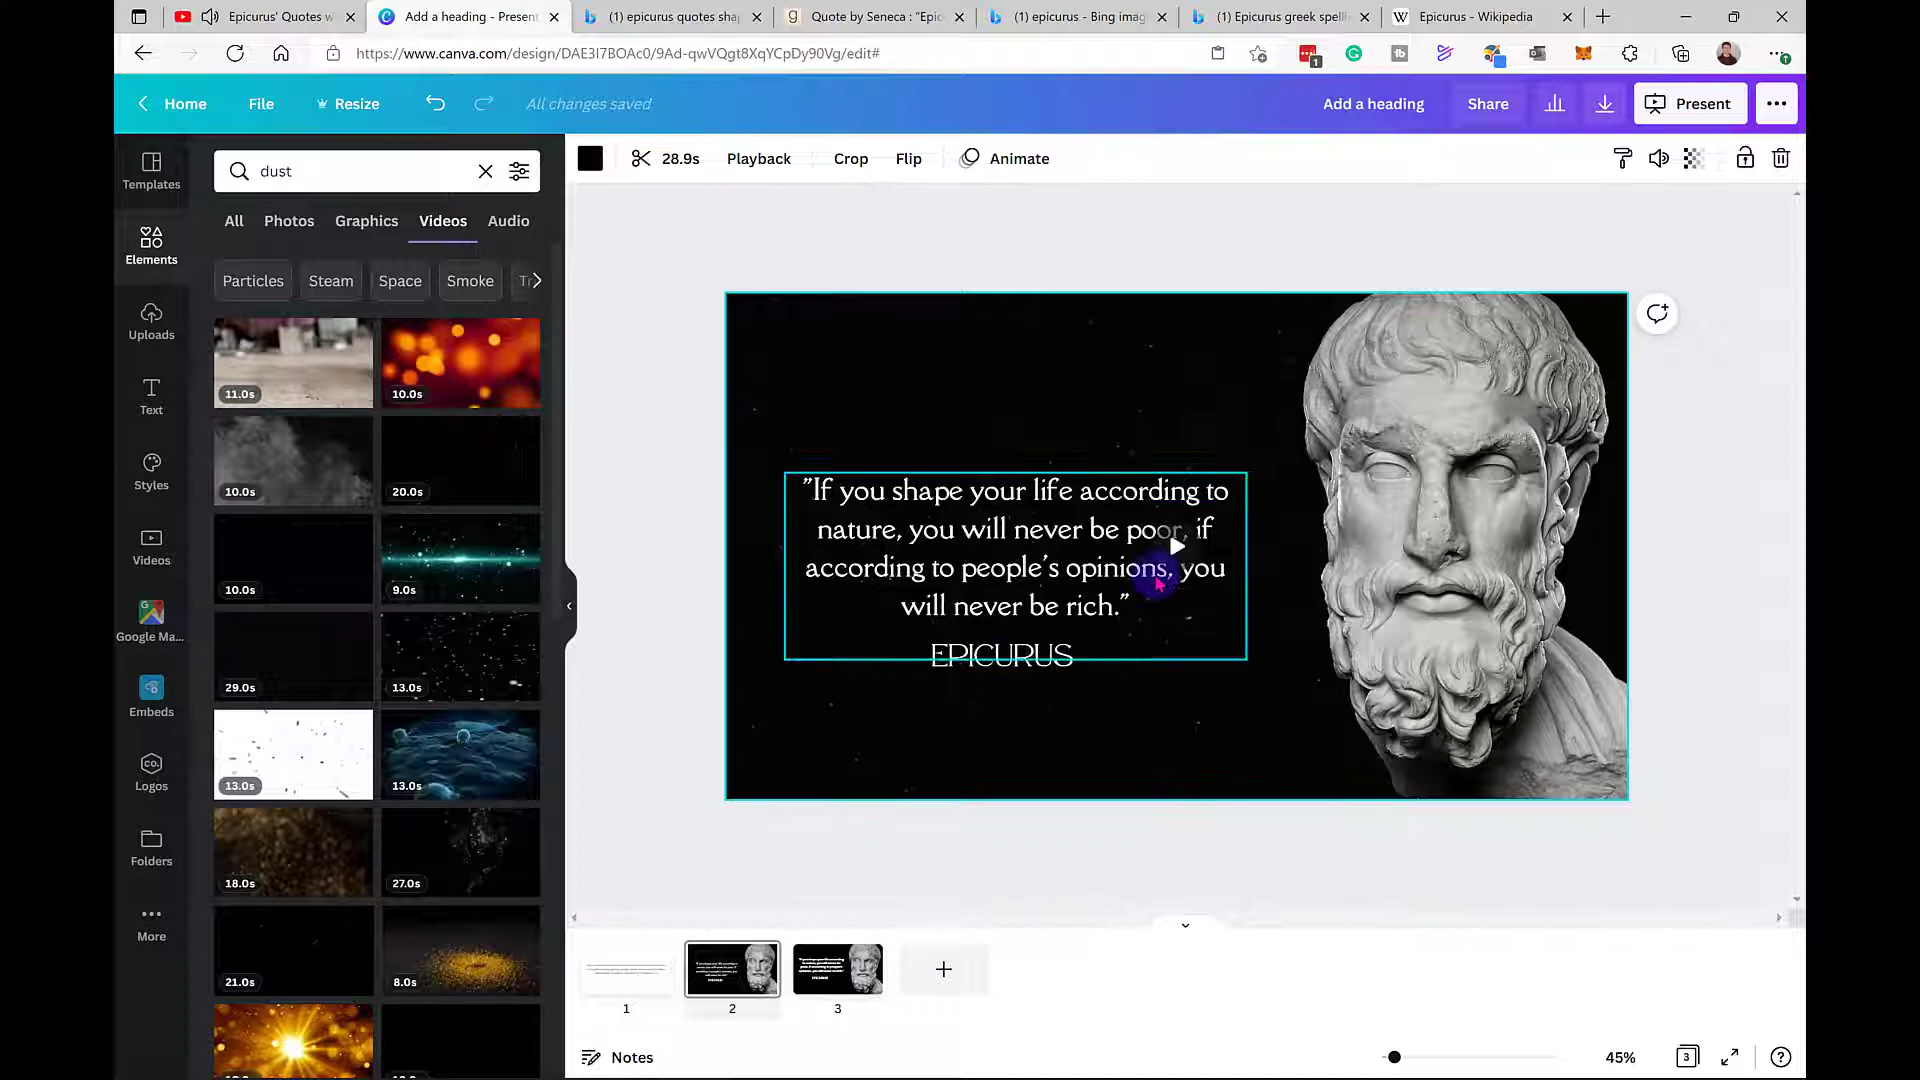 Epicurus' Quotes w
Add a heading - Present
(1) epicurus quotes shap
Quote by Seneca : "Epic
(1) epicurus - Bing imag
(1) Epicurus greek spelli
Epicurus - Wikipedia
https://www.canva.com/design/DAE3I7BOAc0/9Ad-qwVQgt8XqYCpDy90Vg/edit#
Home
File
Resize
All changes saved
Add a heading
Share
Present
Templates
Elements
Uploads
Text
Styles
Videos
Google Ma...
Embeds
Logos
Folders
More
dust
All
Photos
Graphics
Videos
Audio
Particles
Steam
Space
Smoke
Tr
11.0s
10.0s
10.0s
20.0s
10.0s
9.0s
29.0s
13.0s
13.0s
13.0s
18.0s
27.0s
21.0s
8.0s
28.9s
Playback
Crop
Flip
Animate
"If you shape your life according to
nature, you will never be poor, if
according to people's opinions, you
will never be rich."
EPICURUS
1
2
3
Notes
45%
3